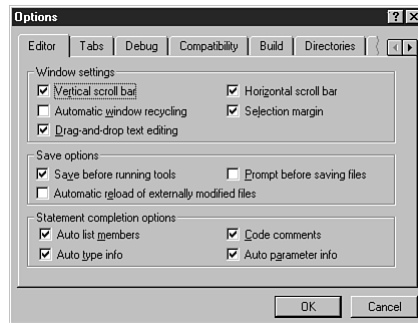 Options
Editor Tabs Debug Compatibility Build Directories
Window settings
Vertical scroll bar Horizontal scroll bar
Automatic window recycling Selection margin
Drag-and-drop text editing
Save options
Save before running tools Prompt before saving files
Automatic reload of externally modified files
Statement completion options
Auto list members Code comments
Auto type info Auto parameter info
OK Cancel